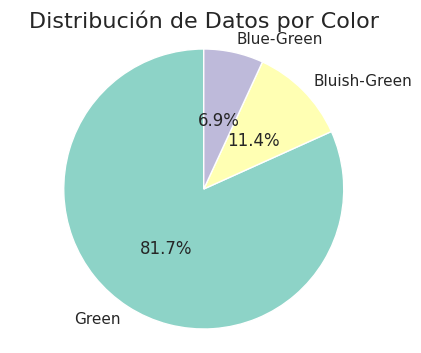 Distribución de Datos por Color
Blue-Green
Bluish-Green
6.9%
11.4%
81.7%
Green